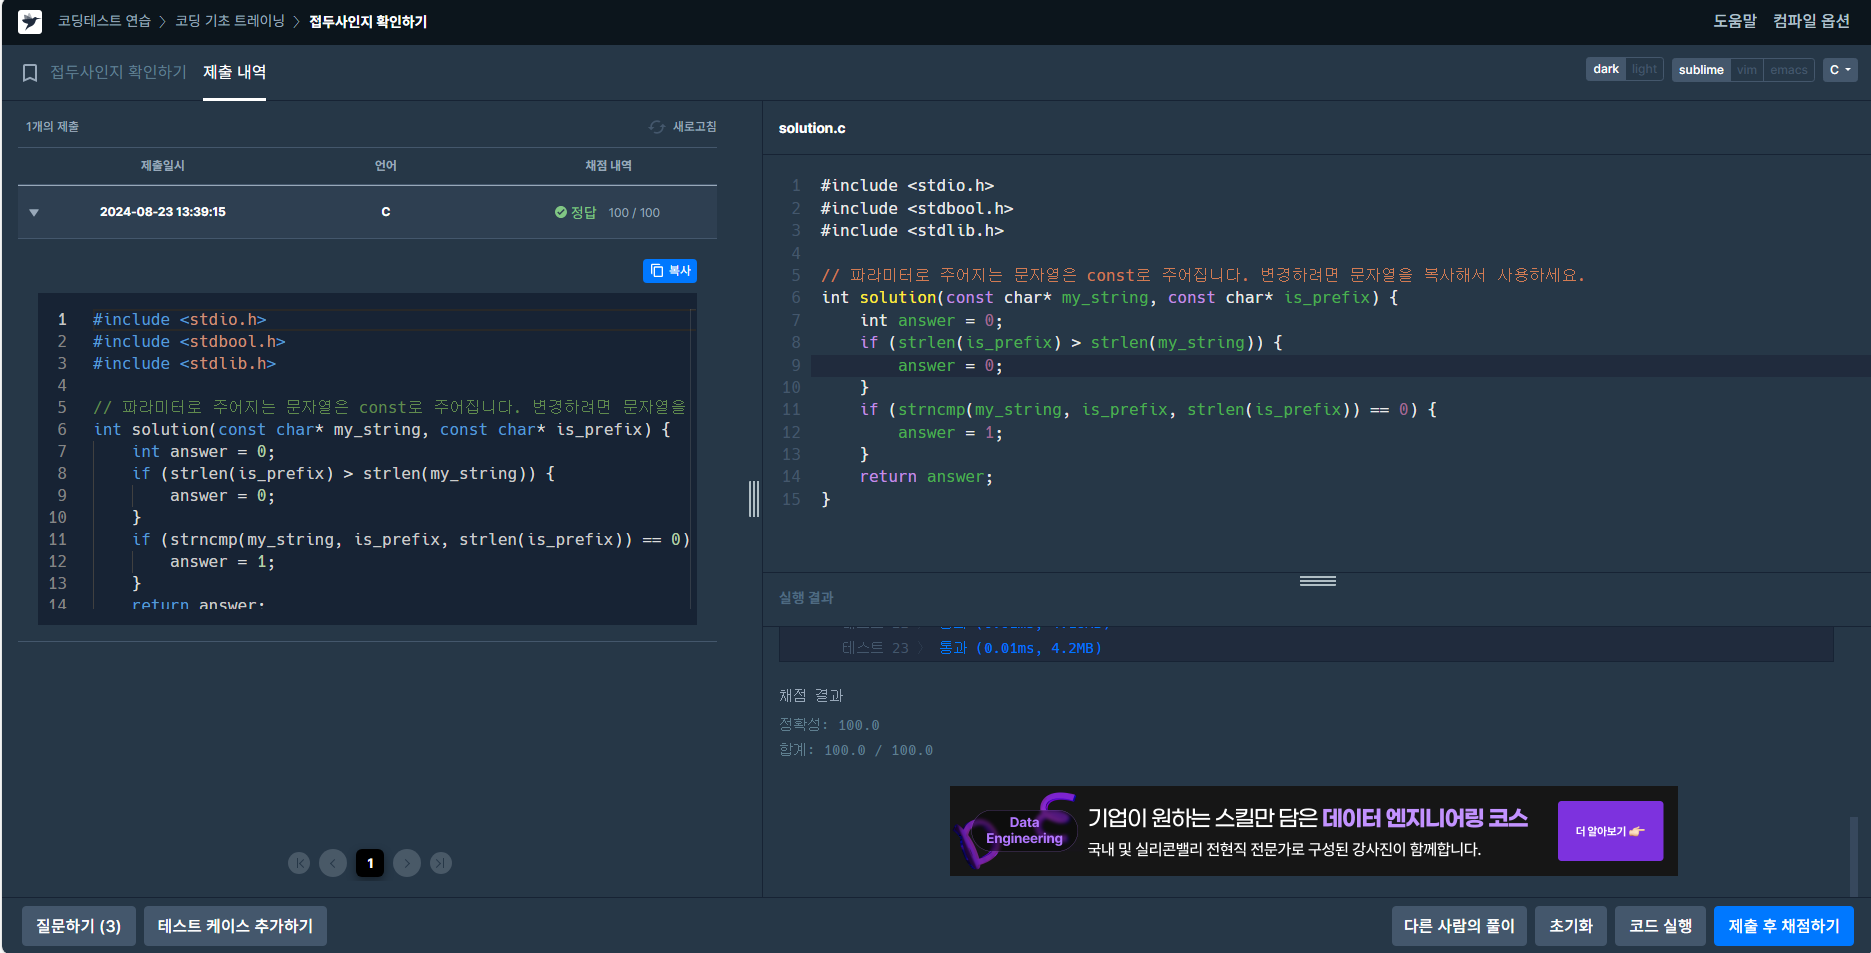 코딩테스트 연습 > 코딩 기초 트레이닝 > 접두사인지 확인하기
도움말 컴파일 옵션
접두사인지 확인하기 제출 내역
dark light sublime vim emacs C
1개의 제출 새로고침
제출일시 언어 채점 내역
2024-08-23 13:39:15 C 정답 100 / 100
복사
1 #include <stdio.h>
2 #include <stdbool.h>
3 #include <stdlib.h>
4
5 // 파라미터로 주어지는 문자열은 const로 주어집니다. 변경하려면 문자열을
6 int solution(const char* my_string, const char* is_prefix) {
7 int answer = 0;
8 if (strlen(is_prefix) > strlen(my_string)) {
9 answer = 0;
10 }
11 if (strncmp(my_string, is_prefix, strlen(is_prefix)) == 0)
12 answer = 1;
13 }
14 return answer;
1
질문하기 (3) 테스트 케이스 추가하기
solution.c
1 #include <stdio.h>
2 #include <stdbool.h>
3 #include <stdlib.h>
4
5 // 파라미터로 주어지는 문자열은 const로 주어집니다. 변경하려면 문자열을 복사해서 사용하세요.
6 int solution(const char* my_string, const char* is_prefix) {
7 int answer = 0;
8 if (strlen(is_prefix) > strlen(my_string)) {
9 answer = 0;
10 }
11 if (strncmp(my_string, is_prefix, strlen(is_prefix)) == 0) {
12 answer = 1;
13 }
14 return answer;
15 }
실행 결과
테스트 23 > 통과 (0.01ms, 4.2MB)
채점 결과
정확성: 100.0
합계: 100.0 / 100.0
Data
Engineering
기업이 원하는 스킬만 담은 데이터 엔지니어링 코스
국내 및 실리콘밸리 전현직 전문가로 구성된 강사진이 함께합니다.
더 알아보기 👉🏻
다른 사람의 풀이 초기화 코드 실행 제출 후 채점하기